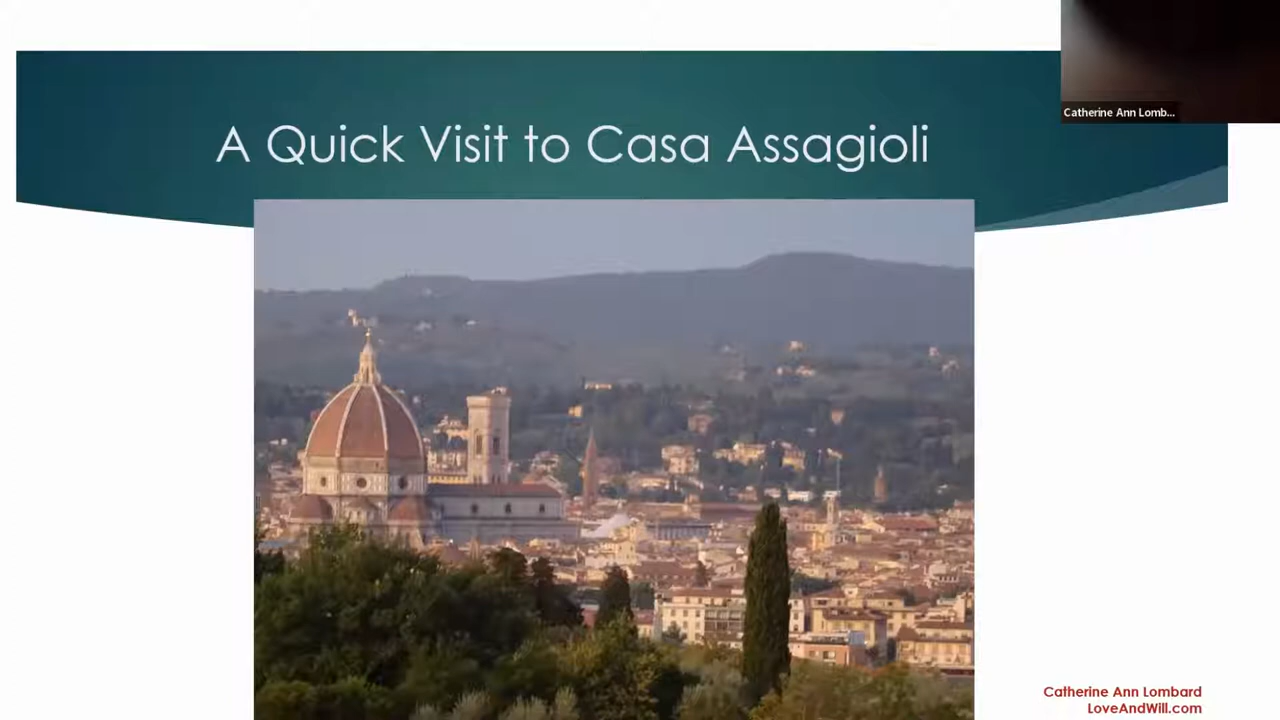 Catherine Ann Lomb...
A Quick Visit to Casa Assagioli
Catherine Ann Lombard
LoveAndWill.com